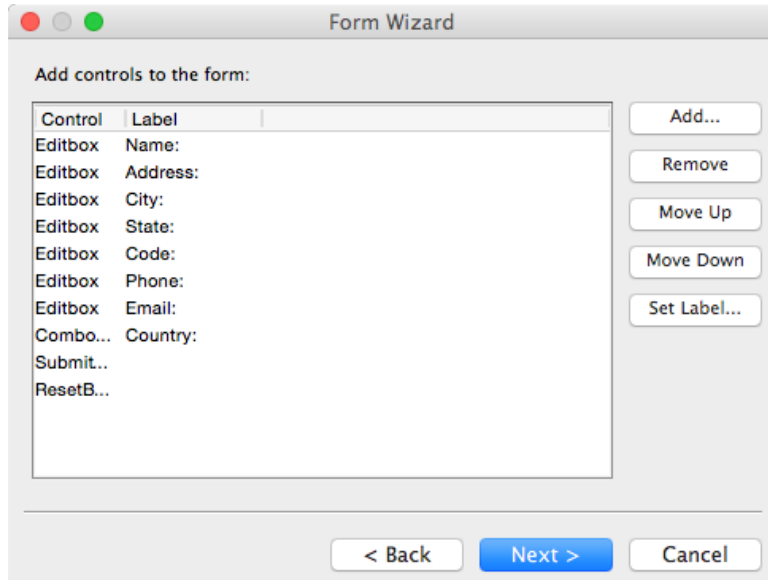 Form Wizard
Add controls to the form:
Control Label
Editbox Name:
Editbox Address:
Editbox City:
Editbox State:
Editbox Code:
Editbox Phone:
Editbox Email:
Combo... Country:
Submit...
ResetB...
Add...
Remove
Move Up
Move Down
Set Label...
< Back Next > Cancel